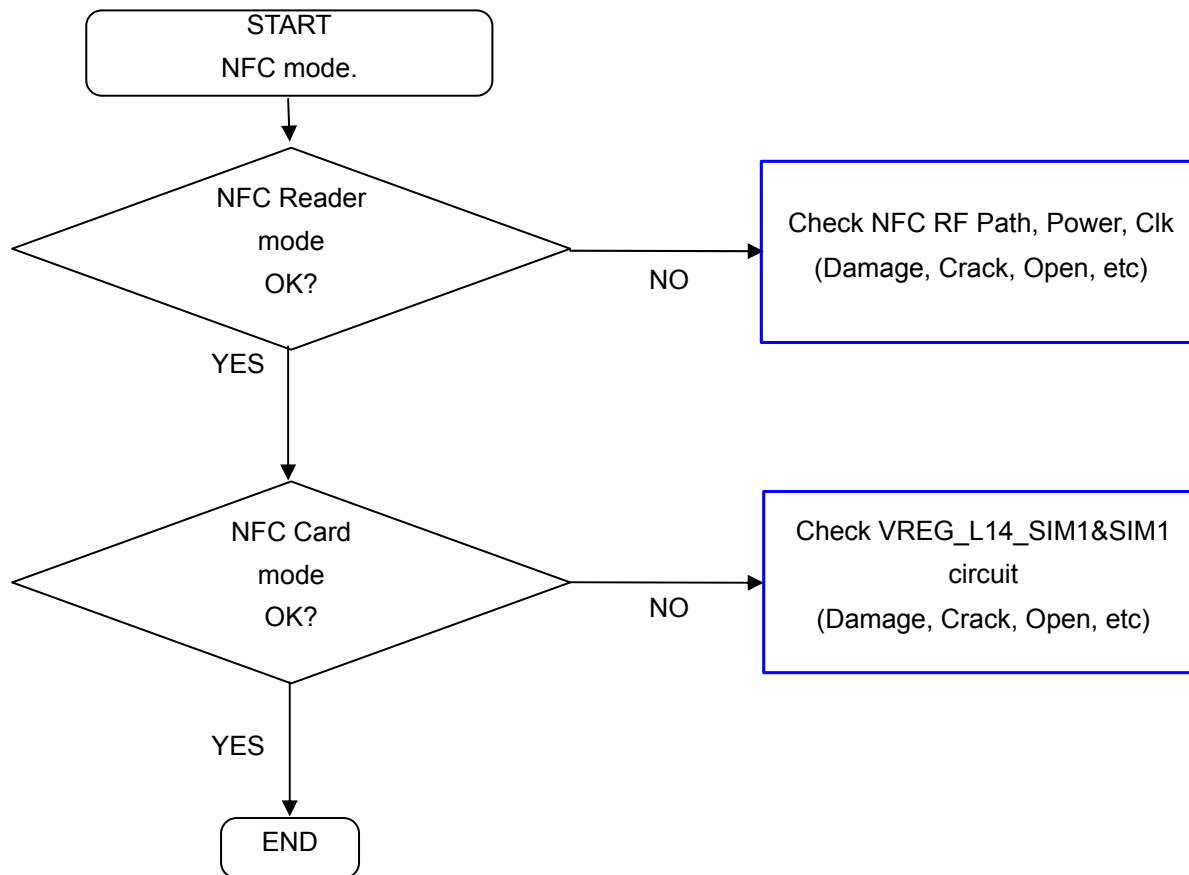 START
NFC mode.
NFC Reader
mode
OK?
NO
Check NFC RF Path, Power, Clk
(Damage, Crack, Open, etc)
YES
NFC Card
mode
OK?
NO
Check VREG_L14_SIM1&SIM1
circuit
(Damage, Crack, Open, etc)
YES
END